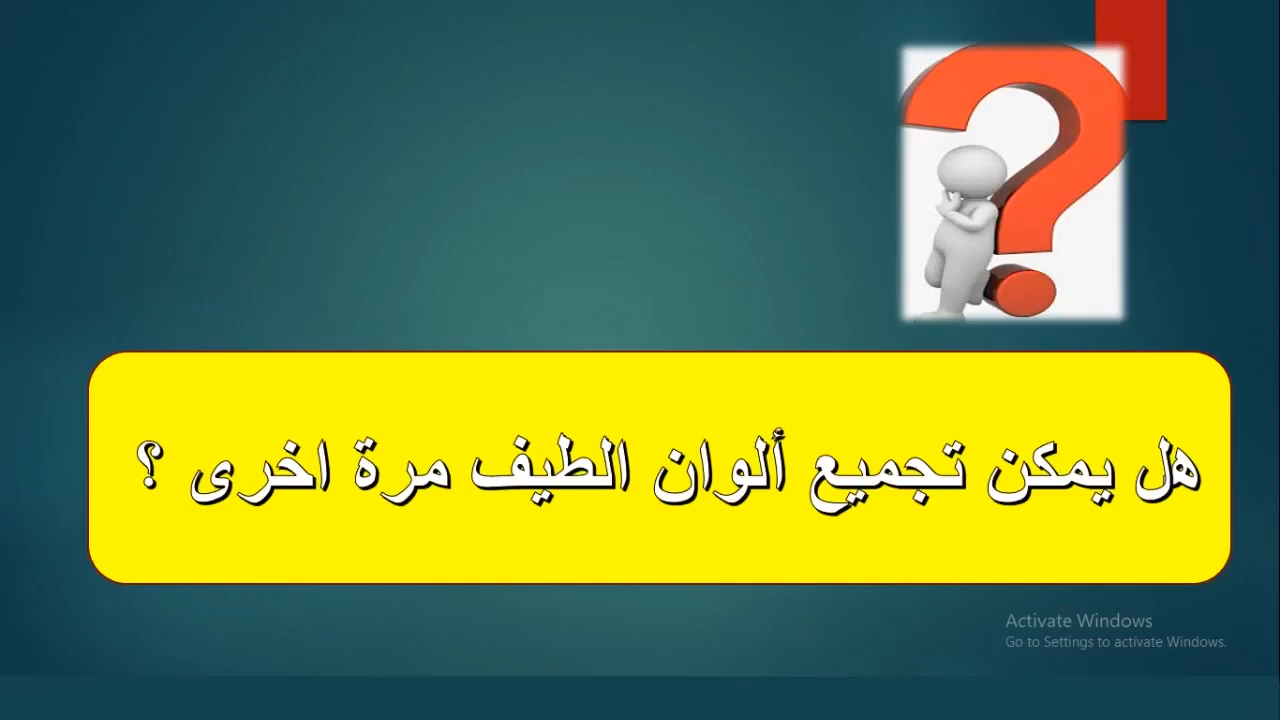 هل يمكن تجميع ألوان الطيف مرة اخرى ؟
Activate Windows
Go to Settings to activate Windows.